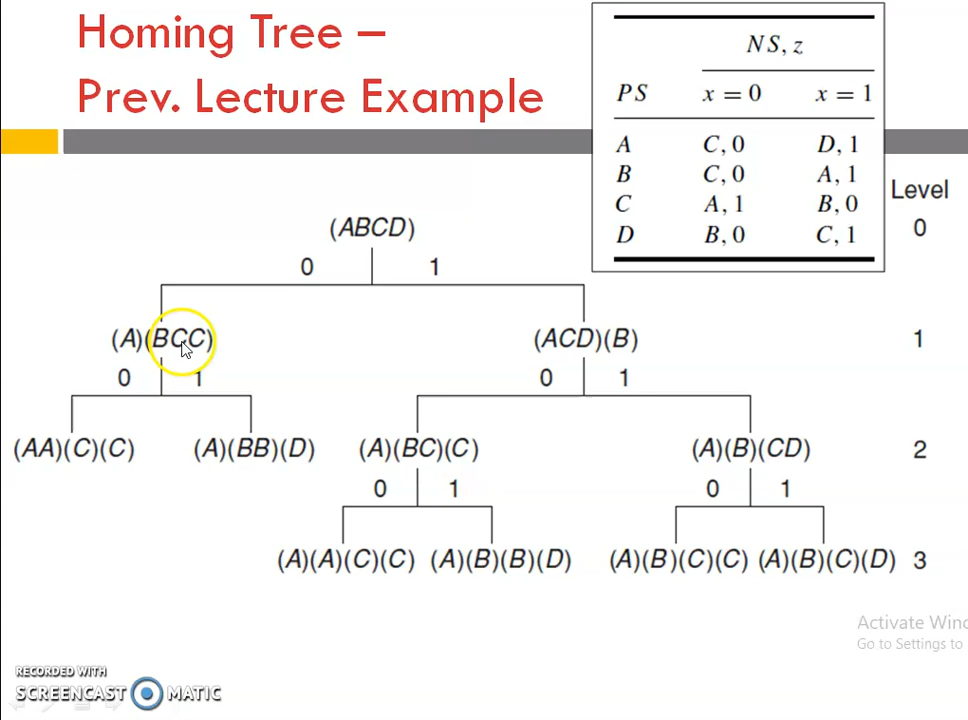 Homing Tree –
Prev. Lecture Example
NS, z
PS x = 0 x = 1
A C, 0 D, 1
B C, 0 A, 1
C A, 1 B, 0
D B, 0 C, 1
Level
(ABCD) 0
0 1
(A)(BCC) (ACD)(B) 1
0 1 0 1
(AA)(C)(C) (A)(BB)(D) (A)(BC)(C) (A)(B)(CD) 2
0 1 0 1
(A)(A)(C)(C) (A)(B)(B)(D) (A)(B)(C)(C) (A)(B)(C)(D) 3
Activate Wind
Go to Settings to
RECORDED WITH
SCREENCAST MATIC